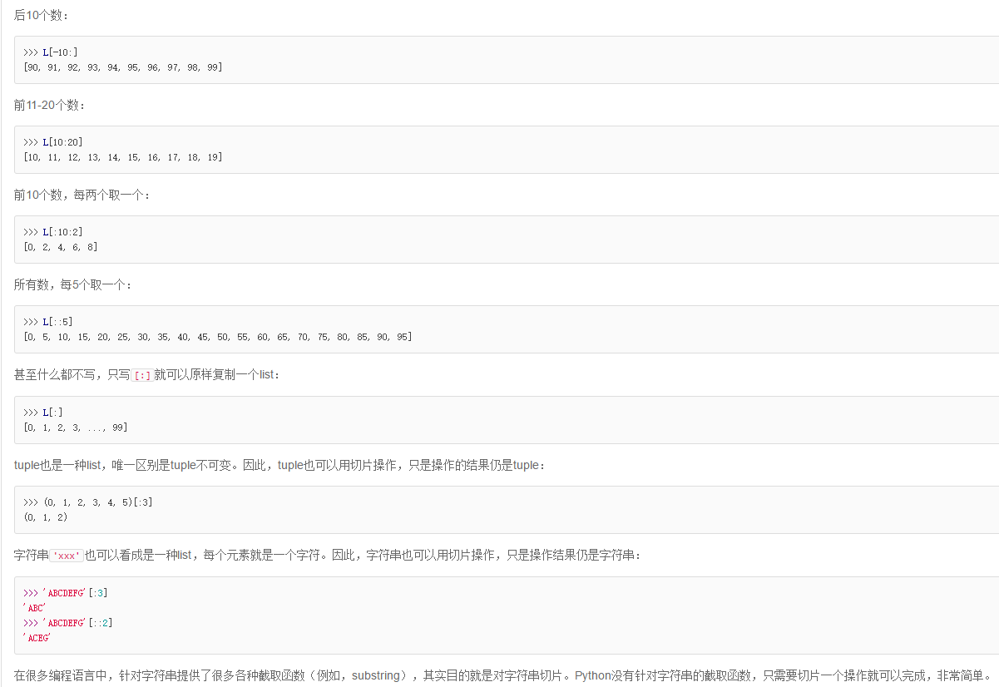 后10个数：
>>> L[-10:]
[90, 91, 92, 93, 94, 95, 96, 97, 98, 99]
前11-20个数：
>>> L[10:20]
[10, 11, 12, 13, 14, 15, 16, 17, 18, 19]
前10个数，每两个取一个：
>>> L[:10:2]
[0, 2, 4, 6, 8]
所有数，每5个取一个：
>>> L[::5]
[0, 5, 10, 15, 20, 25, 30, 35, 40, 45, 50, 55, 60, 65, 70, 75, 80, 85, 90, 95]
甚至什么都不写，只写[:]就可以原样复制一个list：
>>> L[:]
[0, 1, 2, 3, ..., 99]
tuple也是一种list，唯一区别是tuple不可变。因此，tuple也可以用切片操作，只是操作的结果仍是tuple：
>>> (0, 1, 2, 3, 4, 5)[:3]
(0, 1, 2)
字符串'xxx'也可以看成是一种list，每个元素就是一个字符。因此，字符串也可以用切片操作，只是操作结果仍是字符串：
>>> 'ABCDEFG'[:3]
'ABC'
>>> 'ABCDEFG'[::2]
'ACEG'
在很多编程语言中，针对字符串提供了很多各种截取函数（例如，substring），其实目的就是对字符串切片。Python没有针对字符串的截取函数，只需要切片一个操作就可以完成，非常简单。